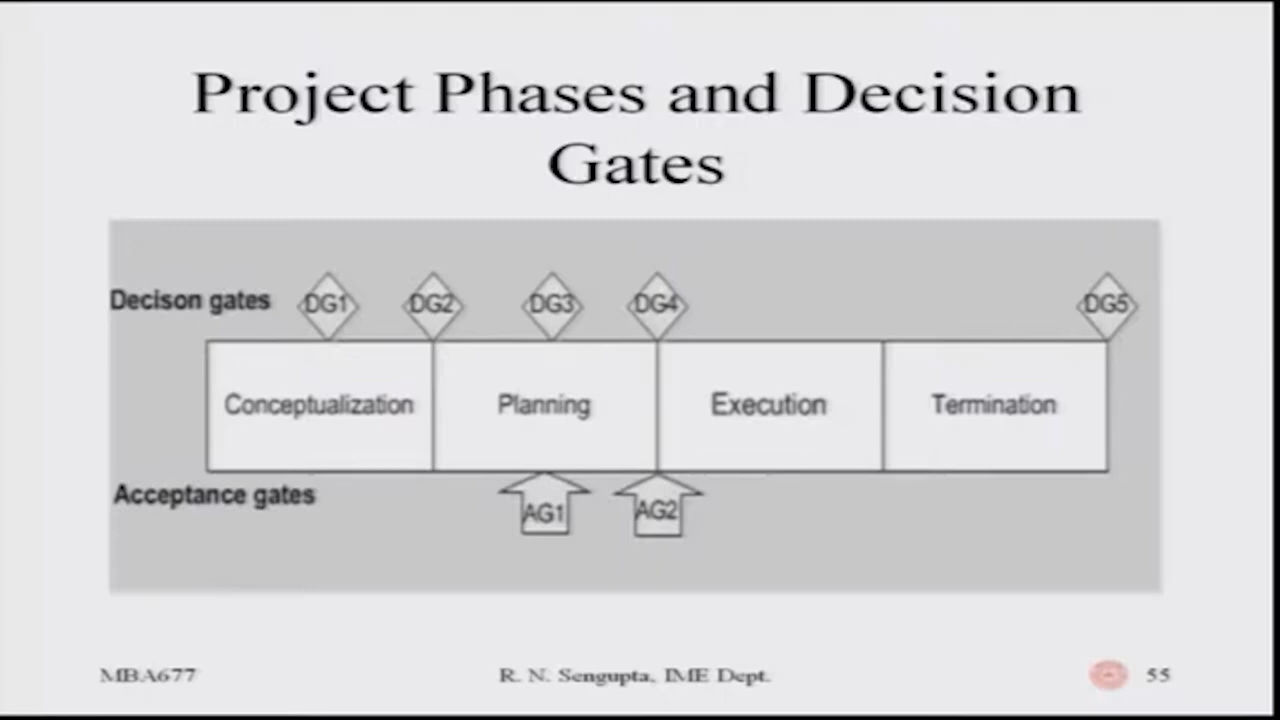 Project Phases and Decision
Gates
Decison gates
DG1
DG2
DG3
DG4
DG5
Conceptualization
Planning
Execution
Termination
Acceptance gates
AG1
AG2
MBA677
R. N. Sengupta, IME Dept.
55